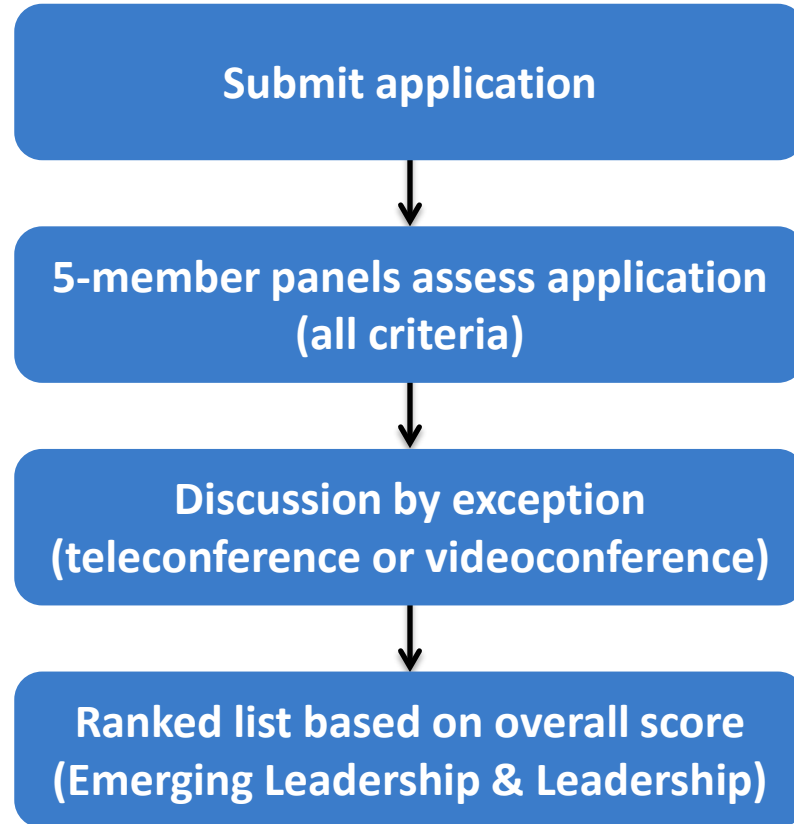 Submit application
5-member panels assess application
(all criteria)
Discussion by exception
(teleconference or videoconference)
Ranked list based on overall score
(Emerging Leadership & Leadership)